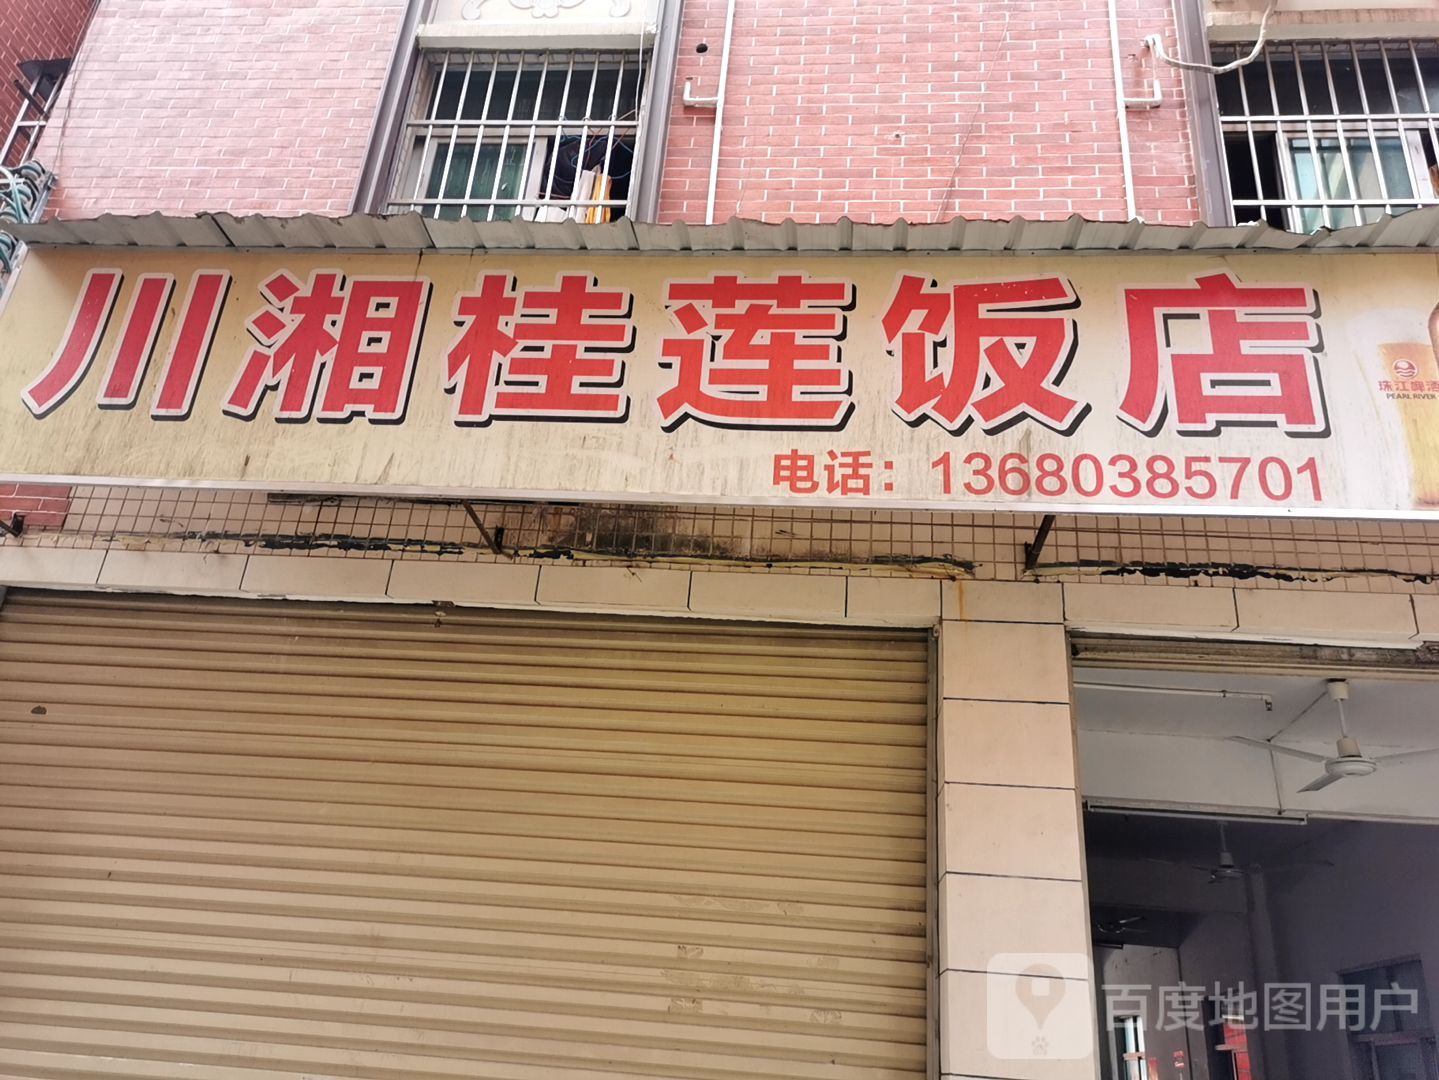 川湘桂莲饭店
电话：13680385701
珠江啤酒
PEARL RIVER
百度地图用户